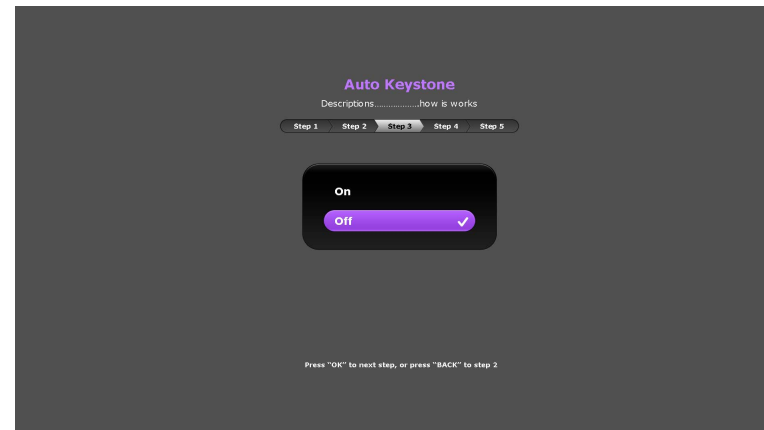 Auto Keystone
Descriptions.................,how is works
Step 1 Step 2 Step 3 Step 4 Step 5
On
Off
Press "OK" to next step, or press "BACK" to step 2